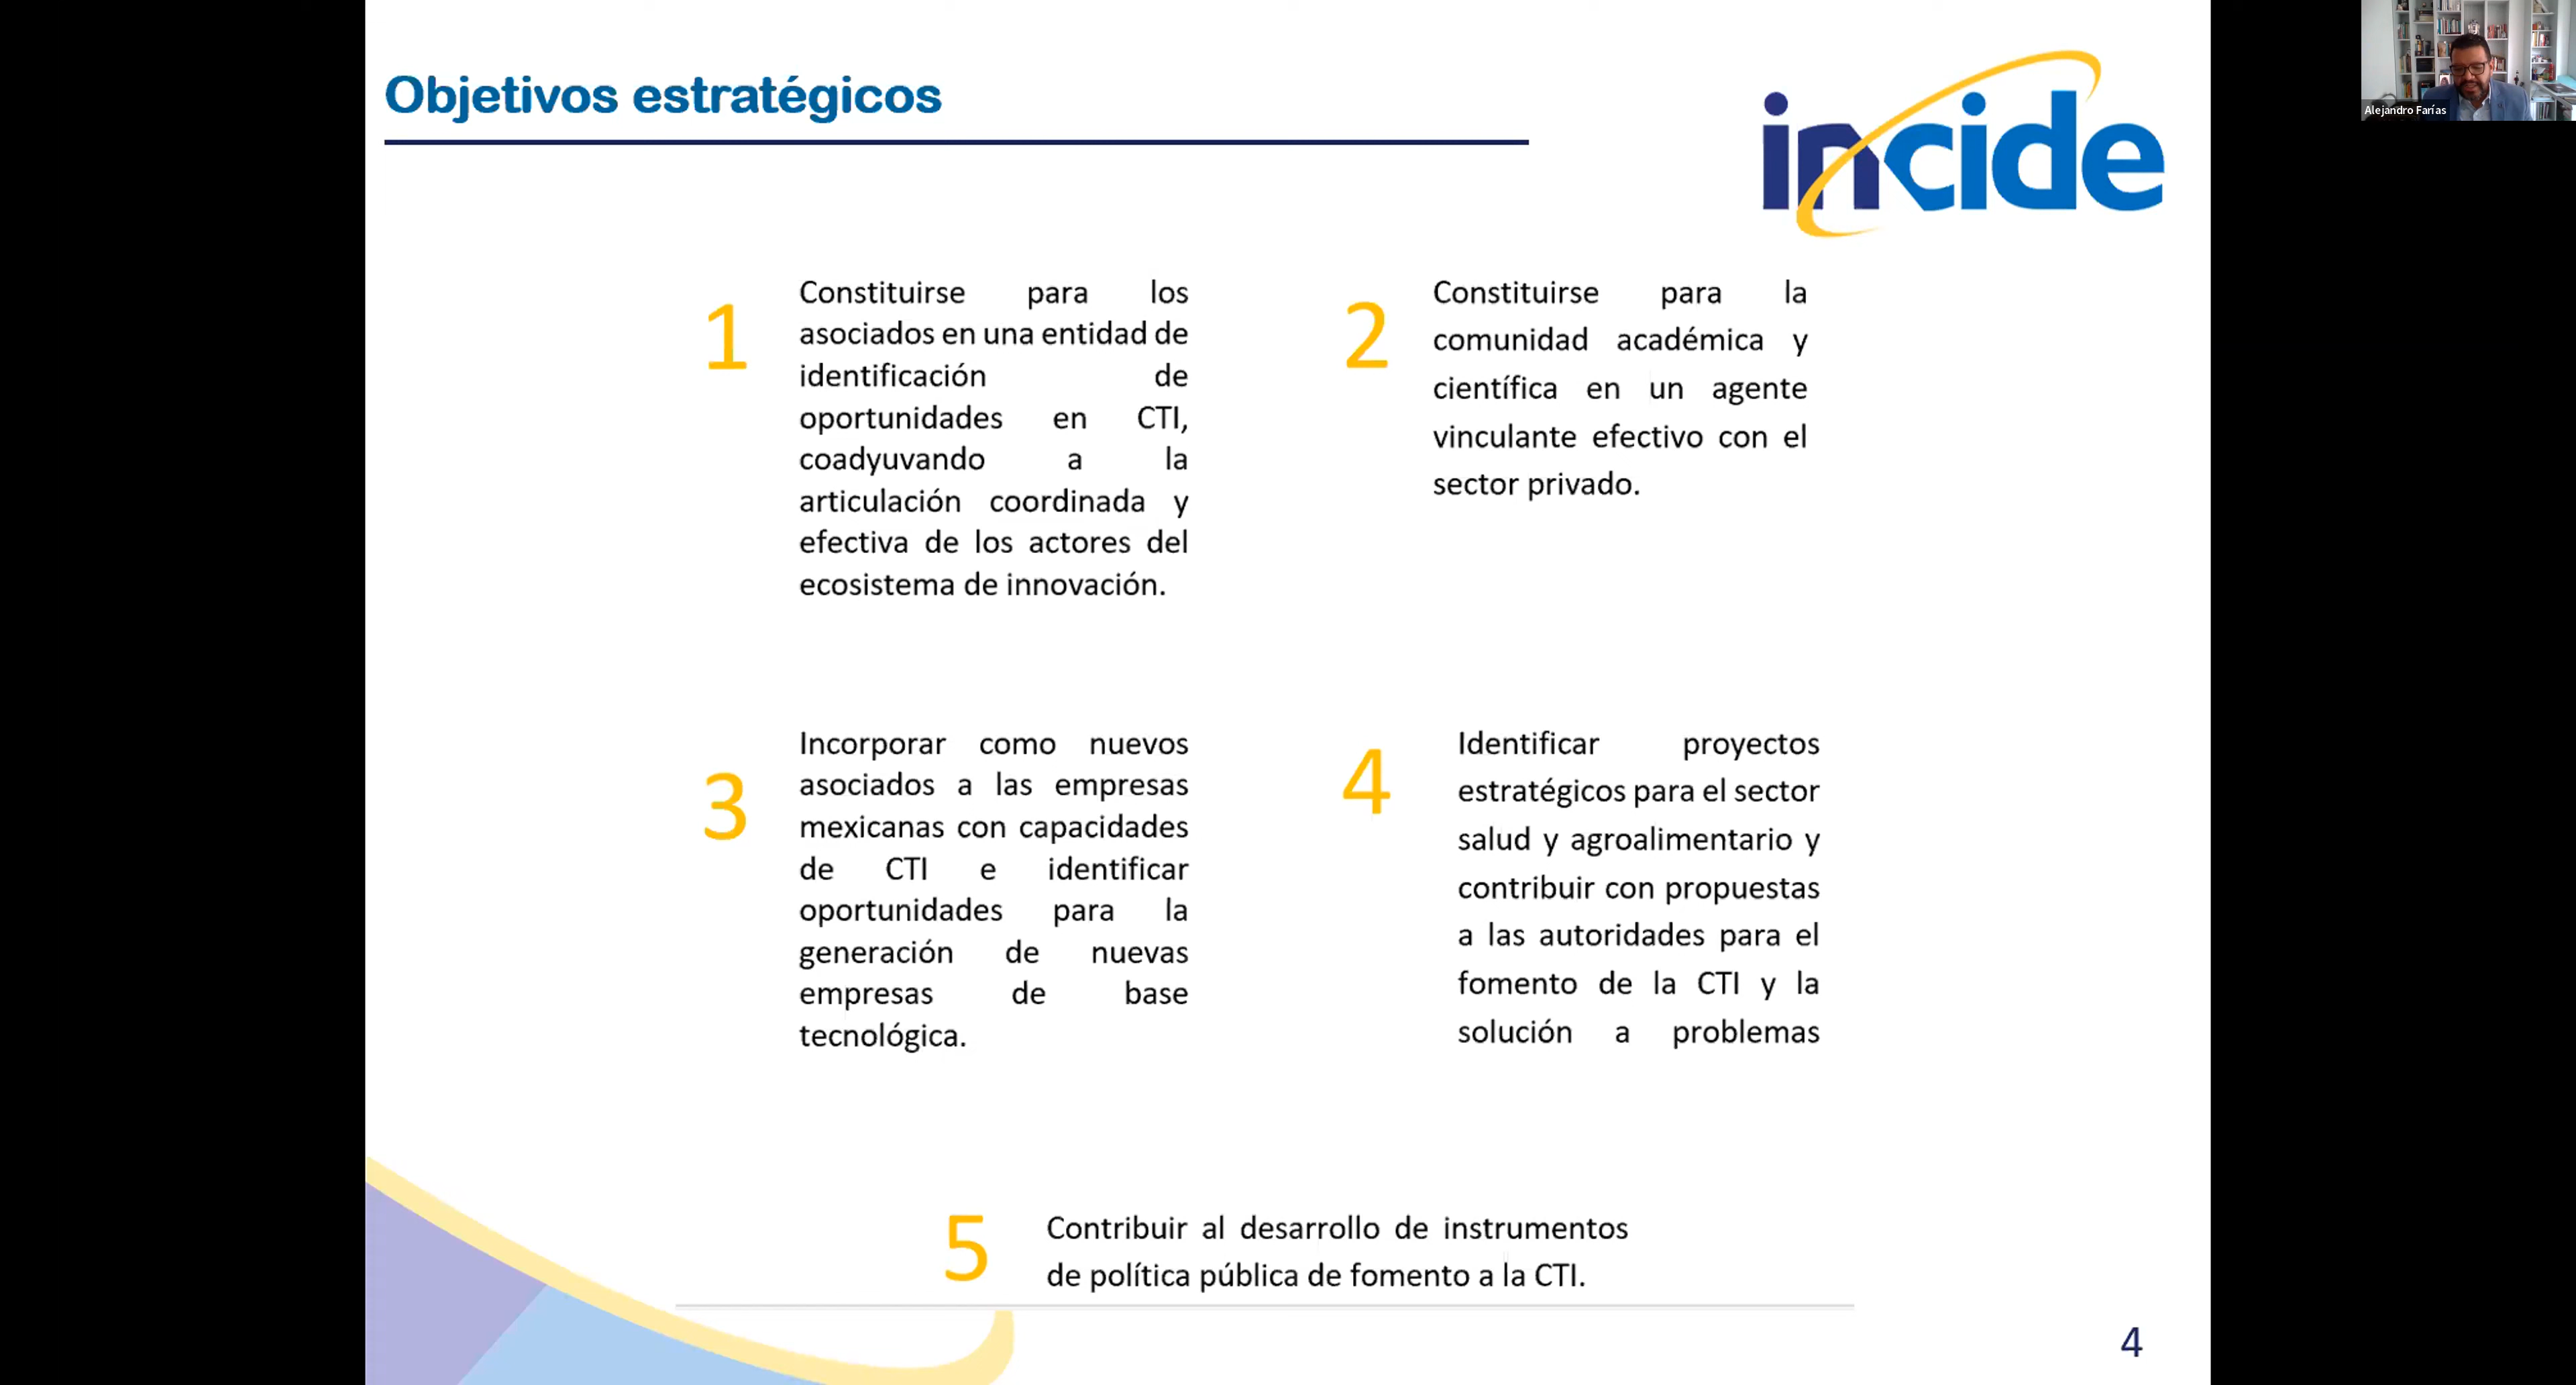 Objetivos estratégicos
incide
Alejandro Farías
1
Constituirse para los
asociados en una entidad de
identificación de
oportunidades en CTI,
coadyuvando a la
articulación coordinada y
efectiva de los actores del
ecosistema de innovación.
2
Constituirse para la
comunidad académica y
científica en un agente
vinculante efectivo con el
sector privado.
3
Incorporar como nuevos
asociados a las empresas
mexicanas con capacidades
de CTI e identificar
oportunidades para la
generación de nuevas
empresas de base
tecnológica.
4
Identificar proyectos
estratégicos para el sector
salud y agroalimentario y
contribuir con propuestas
a las autoridades para el
fomento de la CTI y la
solución a problemas
5
Contribuir al desarrollo de instrumentos
de política pública de fomento a la CTI.
4